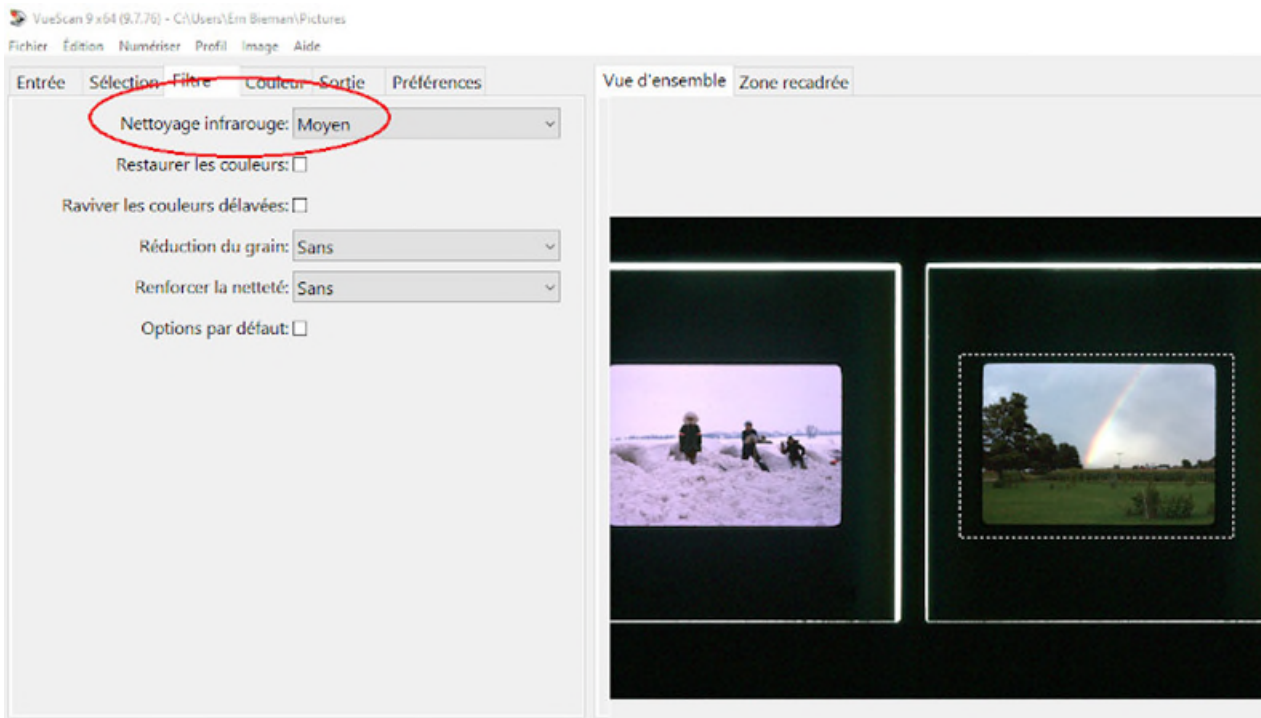 VueScan 9 x64 (9.7.76) - C:\Users\Ern Bieman\Pictures
Fichier Édition Numériser Profil Image Aide
Entrée Sélection Filtre Couleur Sortie Préférences
Vue d'ensemble Zone recadrée
Nettoyage infrarouge: Moyen
Restaurer les couleurs:
Raviver les couleurs délavées:
Réduction du grain: Sans
Renforcer la netteté: Sans
Options par défaut: